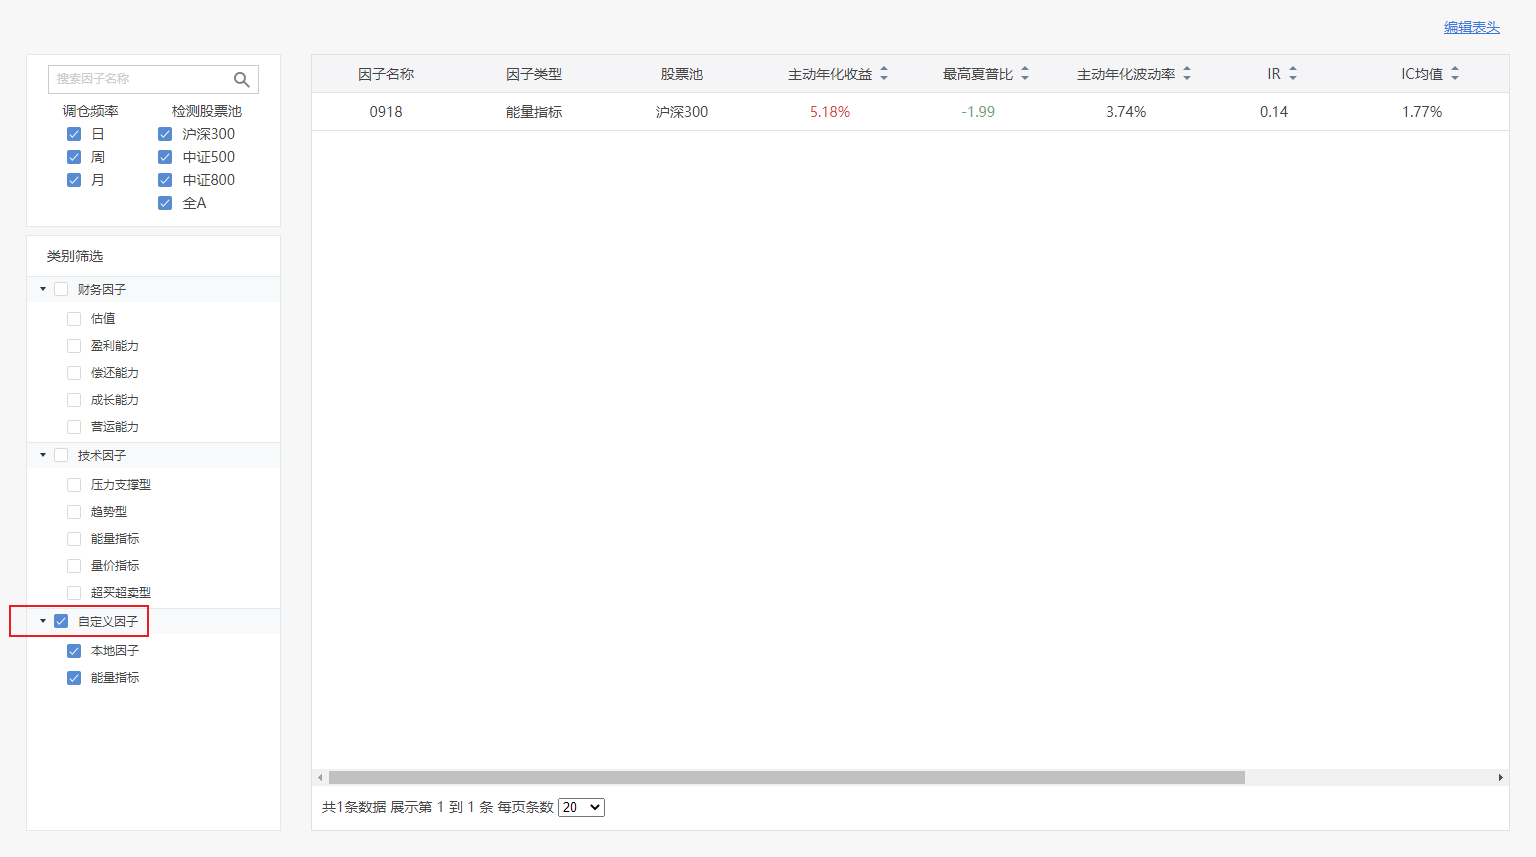 编辑表头
搜索因子名称
调仓频率 检测股票池
日 沪深300
周 中证500
月 中证800
全A
类别筛选
财务因子
估值
盈利能力
偿还能力
成长能力
营运能力
技术因子
压力支撑型
趋势型
能量指标
量价指标
超买超卖型
自定义因子
本地因子
能量指标
因子名称 因子类型 股票池 主动年化收益 最高夏普比 主动年化波动率 IR IC均值
0918 能量指标 沪深300 5.18% -1.99 3.74% 0.14 1.77%
共1条数据 展示第 1 到 1 条 每页条数 20